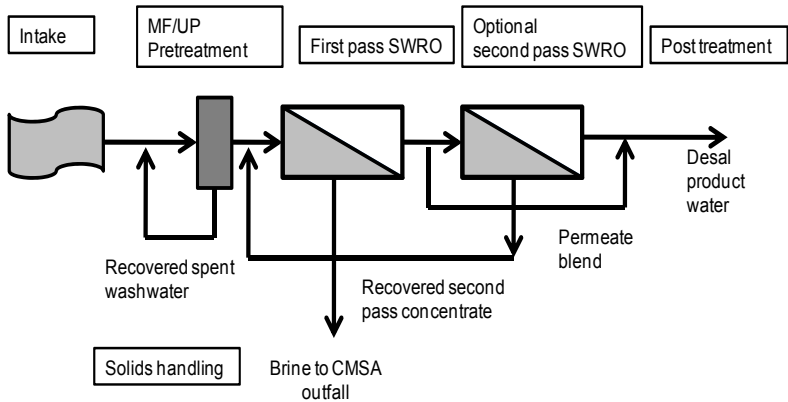 Intake
MF/UP
Pretreatment
First pass SWRO
Optional
second pass SWRO
Post treatment
Desal
product
water
Permeate
blend
Recovered spent
washwater
Recovered second
pass concentrate
Solids handling
Brine to CMSA
outfall